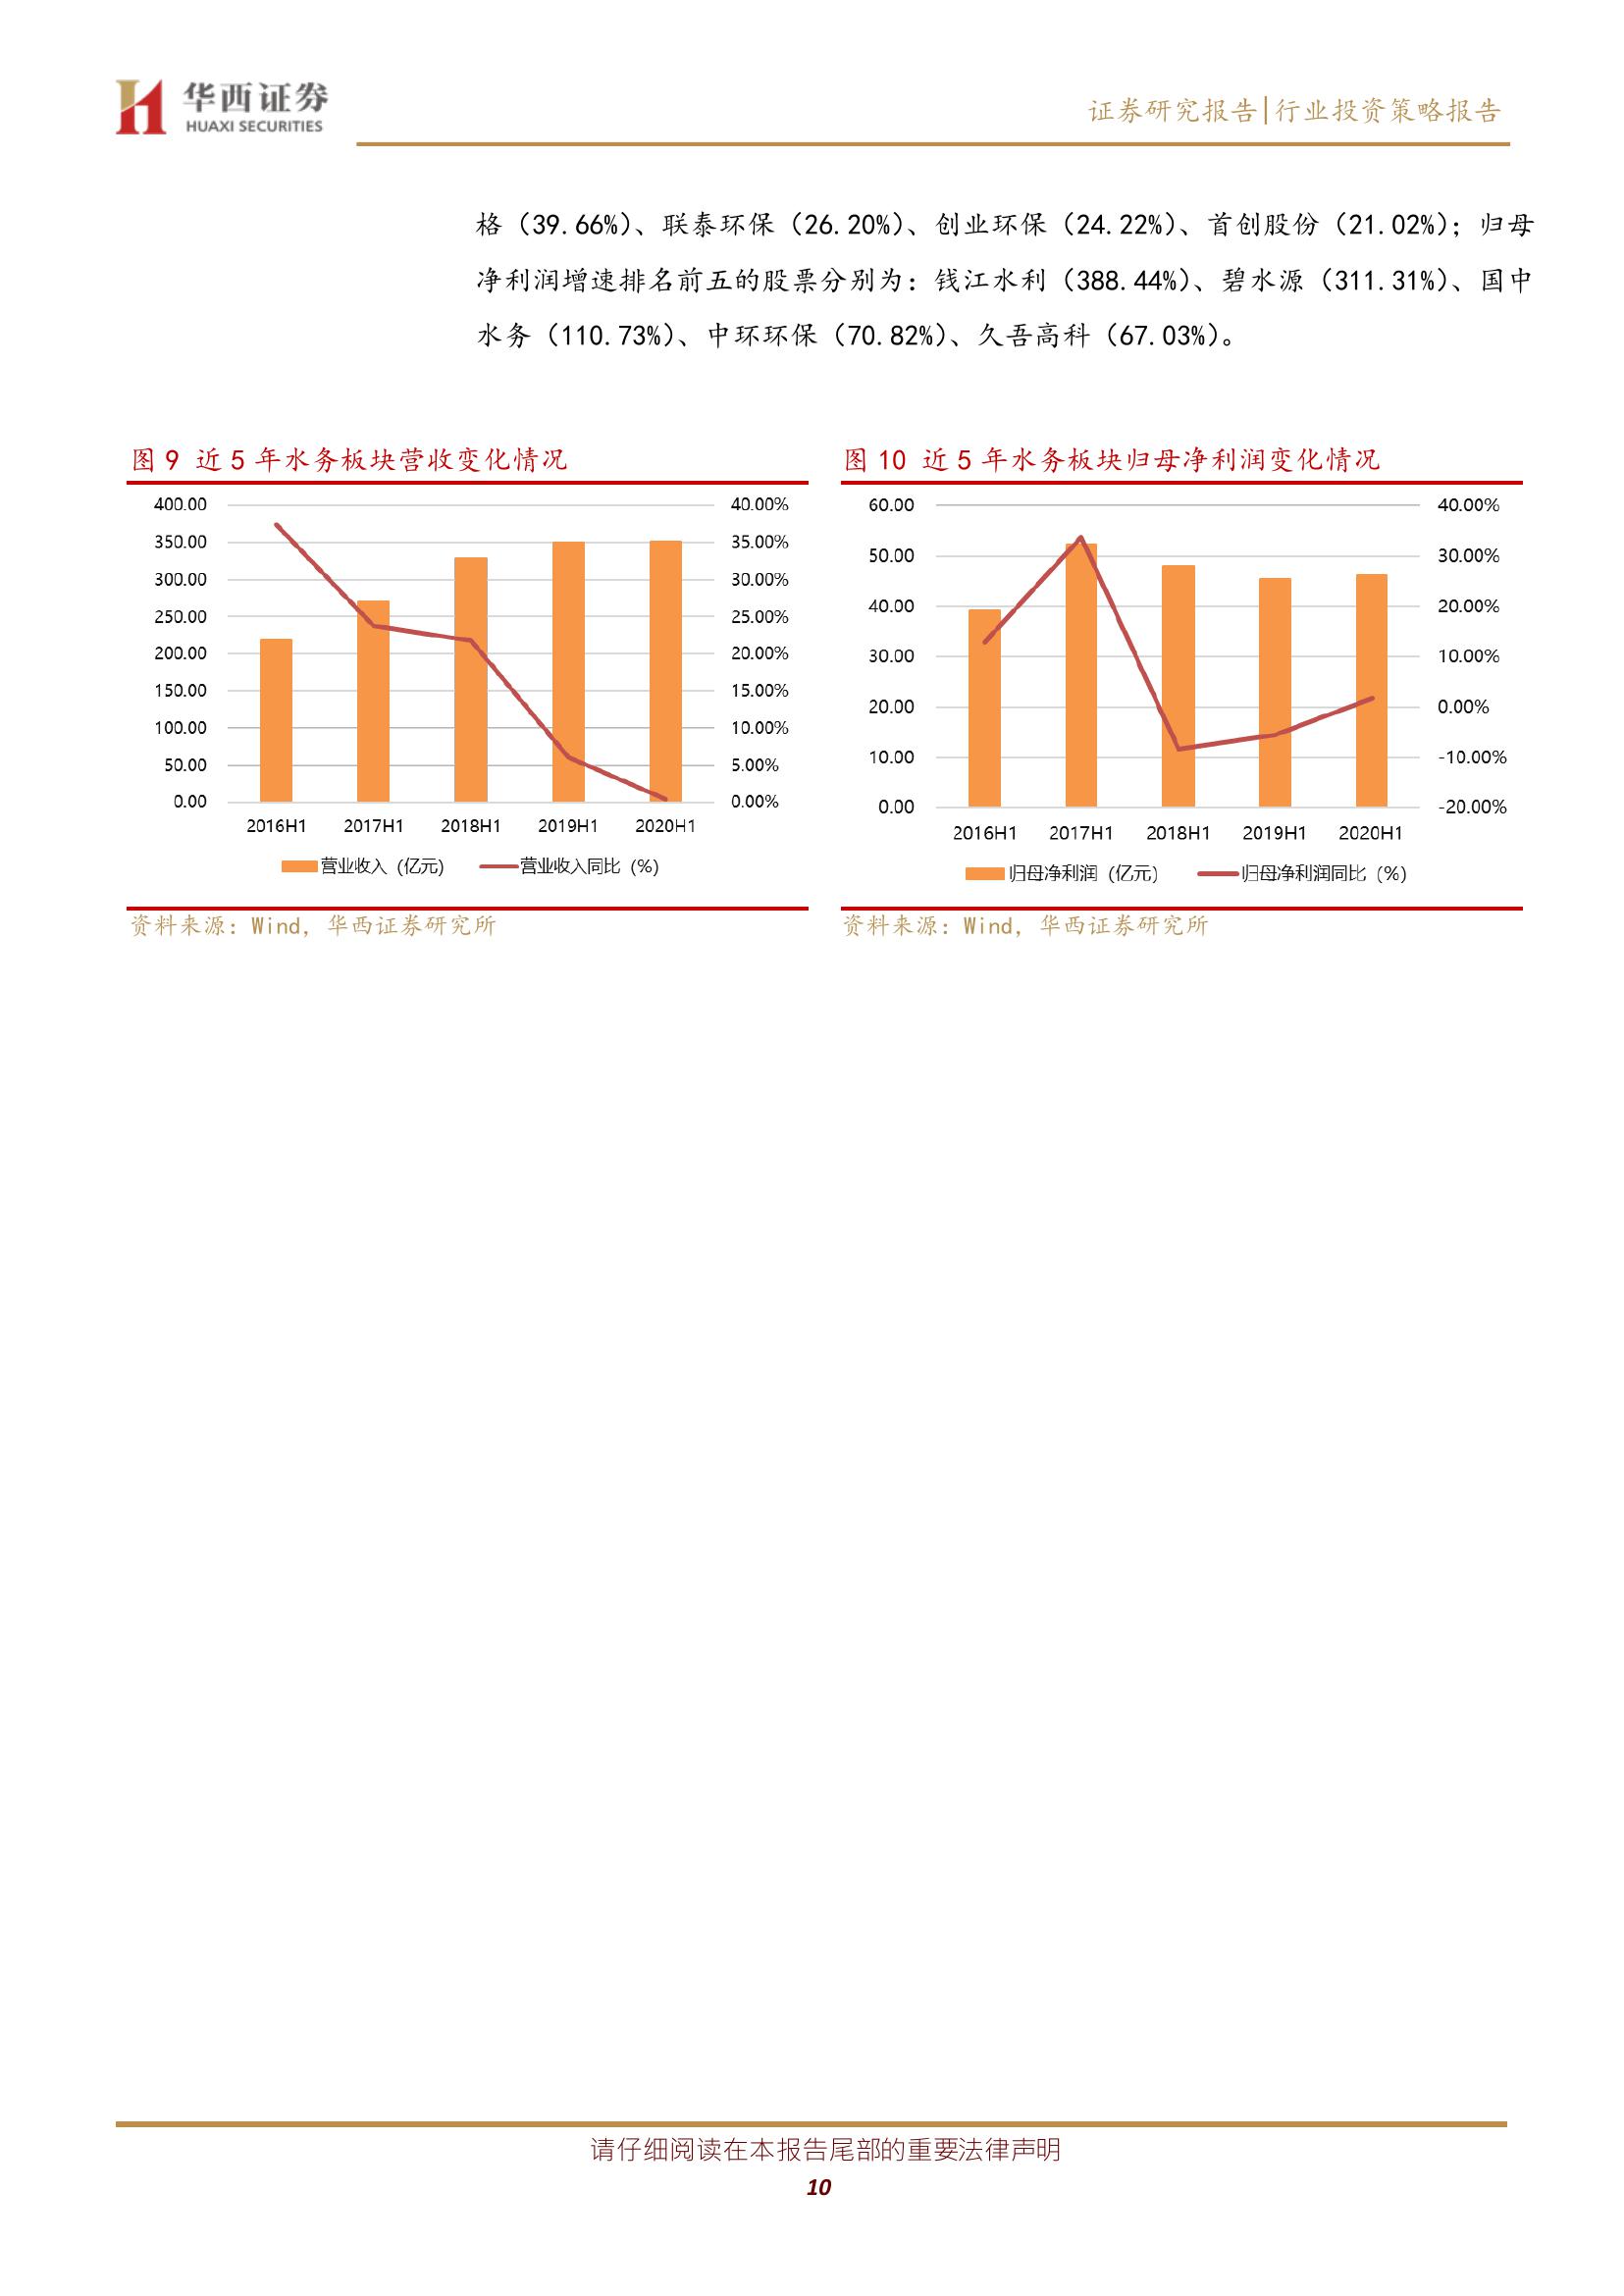 华西证券
HUAXI SECURITIES
证券研究报告|行业投资策略报告
格（39.66%）、联泰环保（26.20%）、创业环保（24.22%）、首创股份（21.02%）；归母
净利润增速排名前五的股票分别为：钱江水利（388.44%）、碧水源（311.31%）、国中
水务（110.73%）、中环环保（70.82%）、久吾高科（67.03%）。
图 9 近 5 年水务板块营收变化情况
400.00
350.00
300.00
250.00
200.00
150.00
100.00
50.00
0.00
40.00%
35.00%
30.00%
25.00%
20.00%
15.00%
10.00%
5.00%
0.00%
2016H1 2017H1 2018H1 2019H1 2020H1
营业收入（亿元） 营业收入同比（%）
资料来源：Wind，华西证券研究所
图 10 近 5 年水务板块归母净利润变化情况
60.00
50.00
40.00
30.00
20.00
10.00
0.00
40.00%
30.00%
20.00%
10.00%
0.00%
-10.00%
-20.00%
2016H1 2017H1 2018H1 2019H1 2020H1
归母净利润（亿元） 归母净利润同比（%）
资料来源：Wind，华西证券研究所
请仔细阅读在本报告尾部的重要法律声明
10